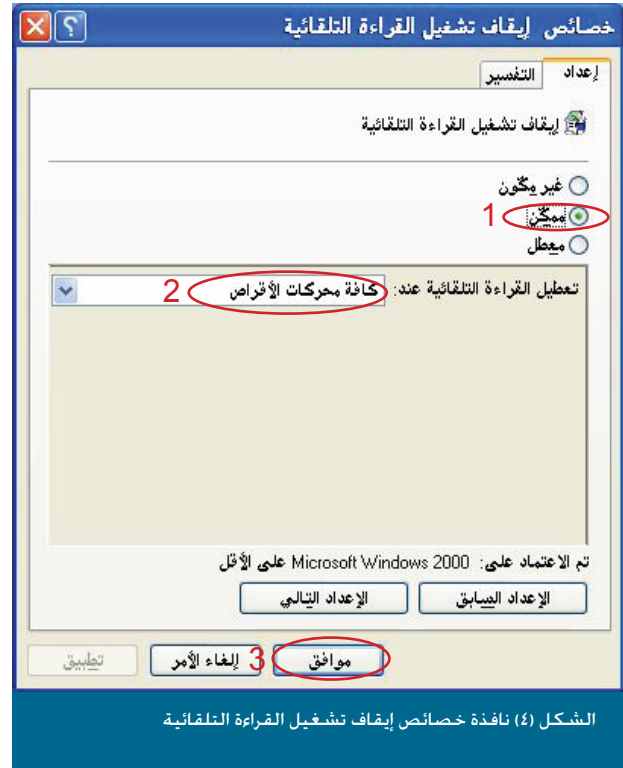 خصائص إيقاف تشغيل القراءة التلقائية
إعداد
التفسير
إيقاف تشغيل القراءة التلقائية
غير مكون
1 ممكّن
معطل
تعطيل القراءة التلقائية عند: كافة محركات الأقراص 2
تم الاعتماد على: Microsoft Windows 2000 على الأقل
الإعداد السابق
الإعداد التالي
موافق 3
إلغاء الأمر
تطبيق
الشكل (٤) نافذة خصائص إيقاف تشغيل القراءة التلقائية